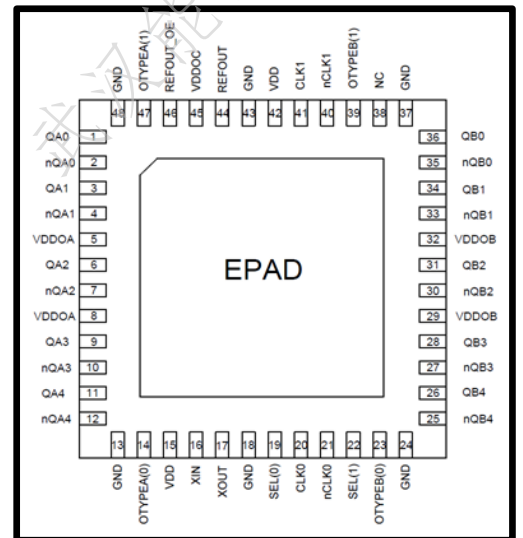 武汉能
GND
OTYPEA(1)
REFOUT_OE
VDDOC
REFOUT
GND
VDD
CLK1
nCLK1
OTYPEB(1)
NC
GND
48 47 46 45 44 43 42 41 40 39 38 37
QA0 1
nQA0 2
QA1 3
nQA1 4
VDDOA 5
QA2 6
nQA2 7
VDDOA 8
QA3 9
nQA3 10
QA4 11
nQA4 12
EPAD
36 QB0
35 nQB0
34 QB1
33 nQB1
32 VDDOB
31 QB2
30 nQB2
29 VDDOB
28 QB3
27 nQB3
26 QB4
25 nQB4
13 14 15 16 17 18 19 20 21 22 23 24
GND
OTYPEA(0)
VDD
XIN
XOUT
GND
SEL(0)
CLK0
nCLK0
SEL(1)
OTYPEB(0)
GND